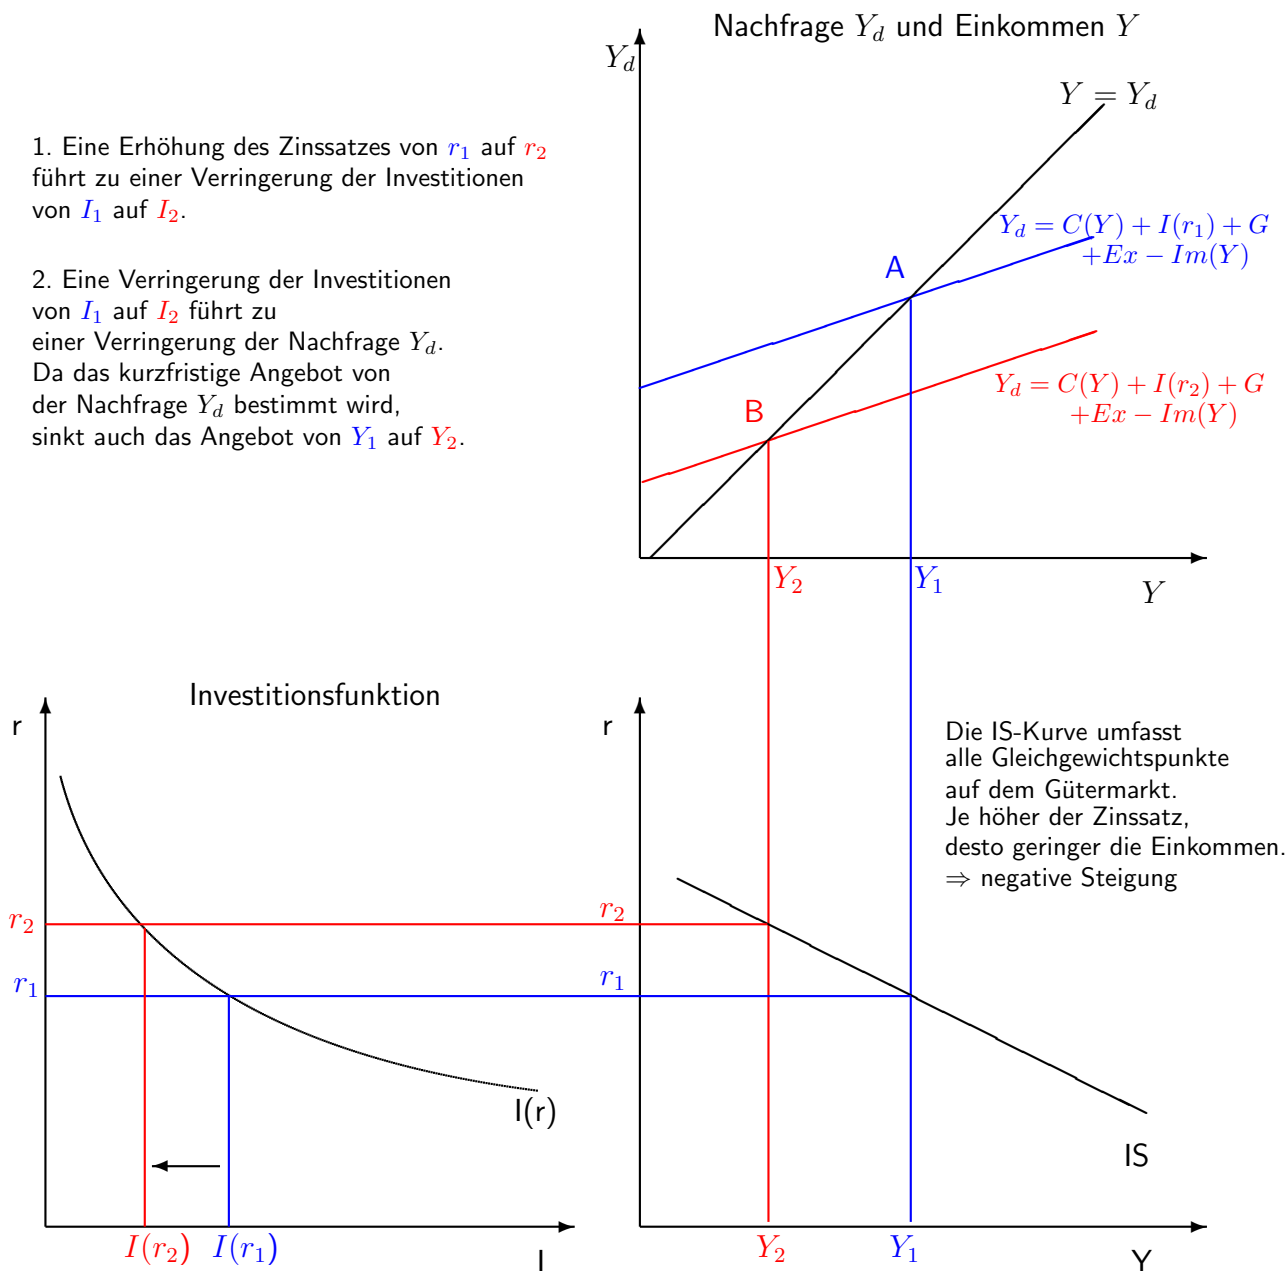 Nachfrage Y_d und Einkommen Y
Y_d
Y = Y_d
1. Eine Erhöhung des Zinssatzes von r_1 auf r_2
führt zu einer Verringerung der Investitionen
von I_1 auf I_2.
2. Eine Verringerung der Investitionen
von I_1 auf I_2 führt zu
einer Verringerung der Nachfrage Y_d.
Da das kurzfristige Angebot von
der Nachfrage Y_d bestimmt wird,
sinkt auch das Angebot von Y_1 auf Y_2.
Y_d = C(Y) + I(r_1) + G
+Ex − Im(Y)
A
Y_d = C(Y) + I(r_2) + G
+Ex − Im(Y)
B
Y_2
Y_1
Y
Investitionsfunktion
r
r_2
r_1
I(r)
I(r_2)
I(r_1)
I
r
Die IS-Kurve umfasst
alle Gleichgewichtspunkte
auf dem Gütermarkt.
Je höher der Zinssatz,
desto geringer die Einkommen.
⇒ negative Steigung
r_2
r_1
IS
Y_2
Y_1
Y